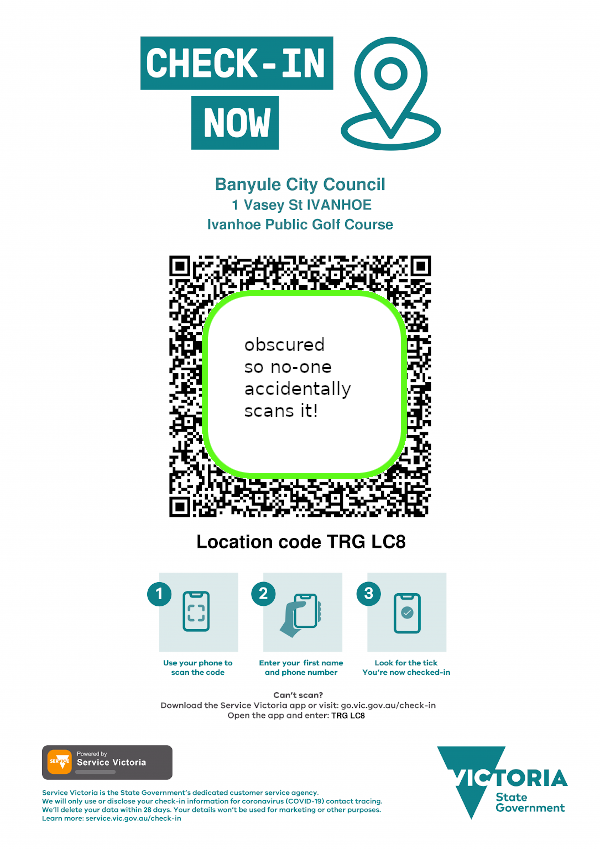 CHECK-IN
NOW
Banyule City Council
1 Vasey St IVANHOE
Ivanhoe Public Golf Course
obscured
so no-one
accidentally
scans it!
Location code TRG LC8
1
2
3
Use your phone to
scan the code
Enter your first name
and phone number
Look for the tick
You're now checked-in
Can't scan?
Download the Service Victoria app or visit: go.vic.gov.au/check-in
Open the app and enter: TRG LC8
Powered by
Service Victoria
Service Victoria is the State Government's dedicated customer service agency.
We will only use or disclose your check-in information for coronavirus (COVID-19) contact tracing.
We'll delete your data within 28 days. Your details won't be used for marketing or other purposes.
Learn more: service.vic.gov.au/check-in
VICTORIA
State
Government